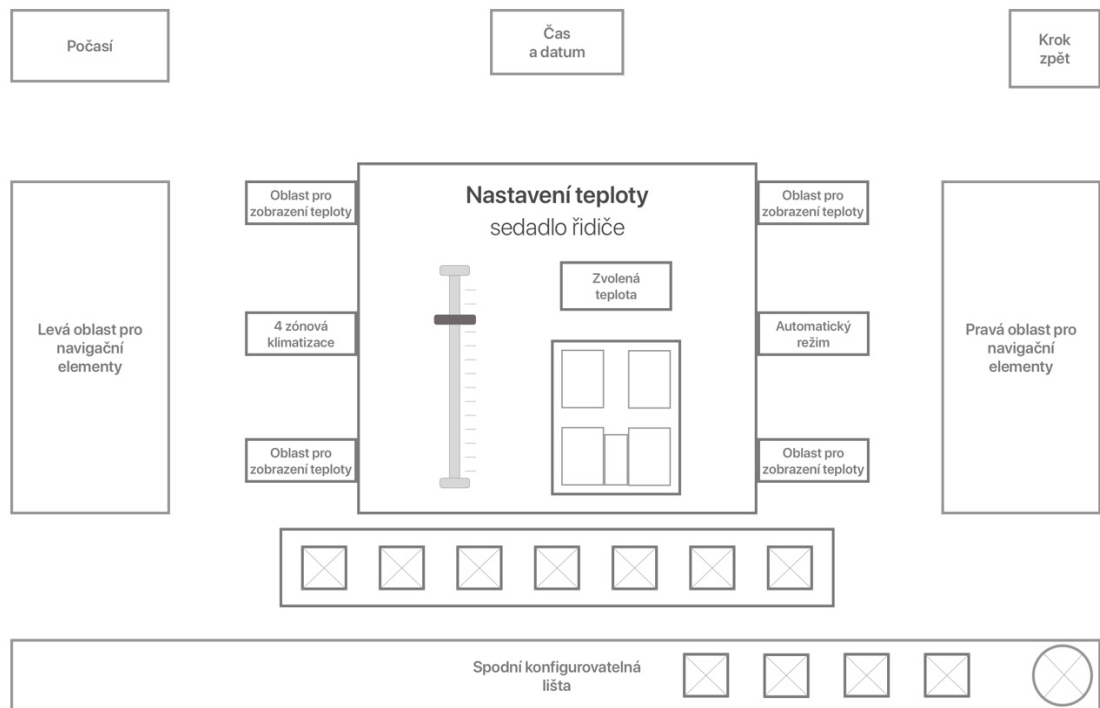 Počasí
Čas
a datum
Krok
zpět
Nastavení teploty
sedadlo řidiče
Oblast pro
zobrazení teploty
Oblast pro
zobrazení teploty
Zvolená
teplota
Levá oblast pro
navigační
elementy
4 zónová
klimatizace
Automatický
režim
Pravá oblast pro
navigační
elementy
Oblast pro
zobrazení teploty
Oblast pro
zobrazení teploty
Spodní konfigurovatelná
lišta